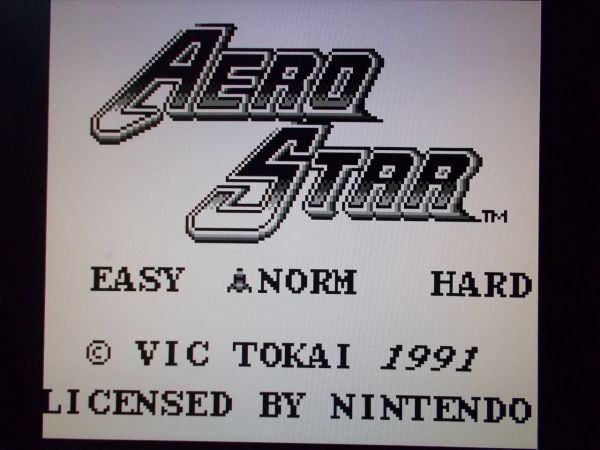 AERO
STAR™
EASY NORM HARD
© VIC TOKAI 1991
LICENSED BY NINTENDO